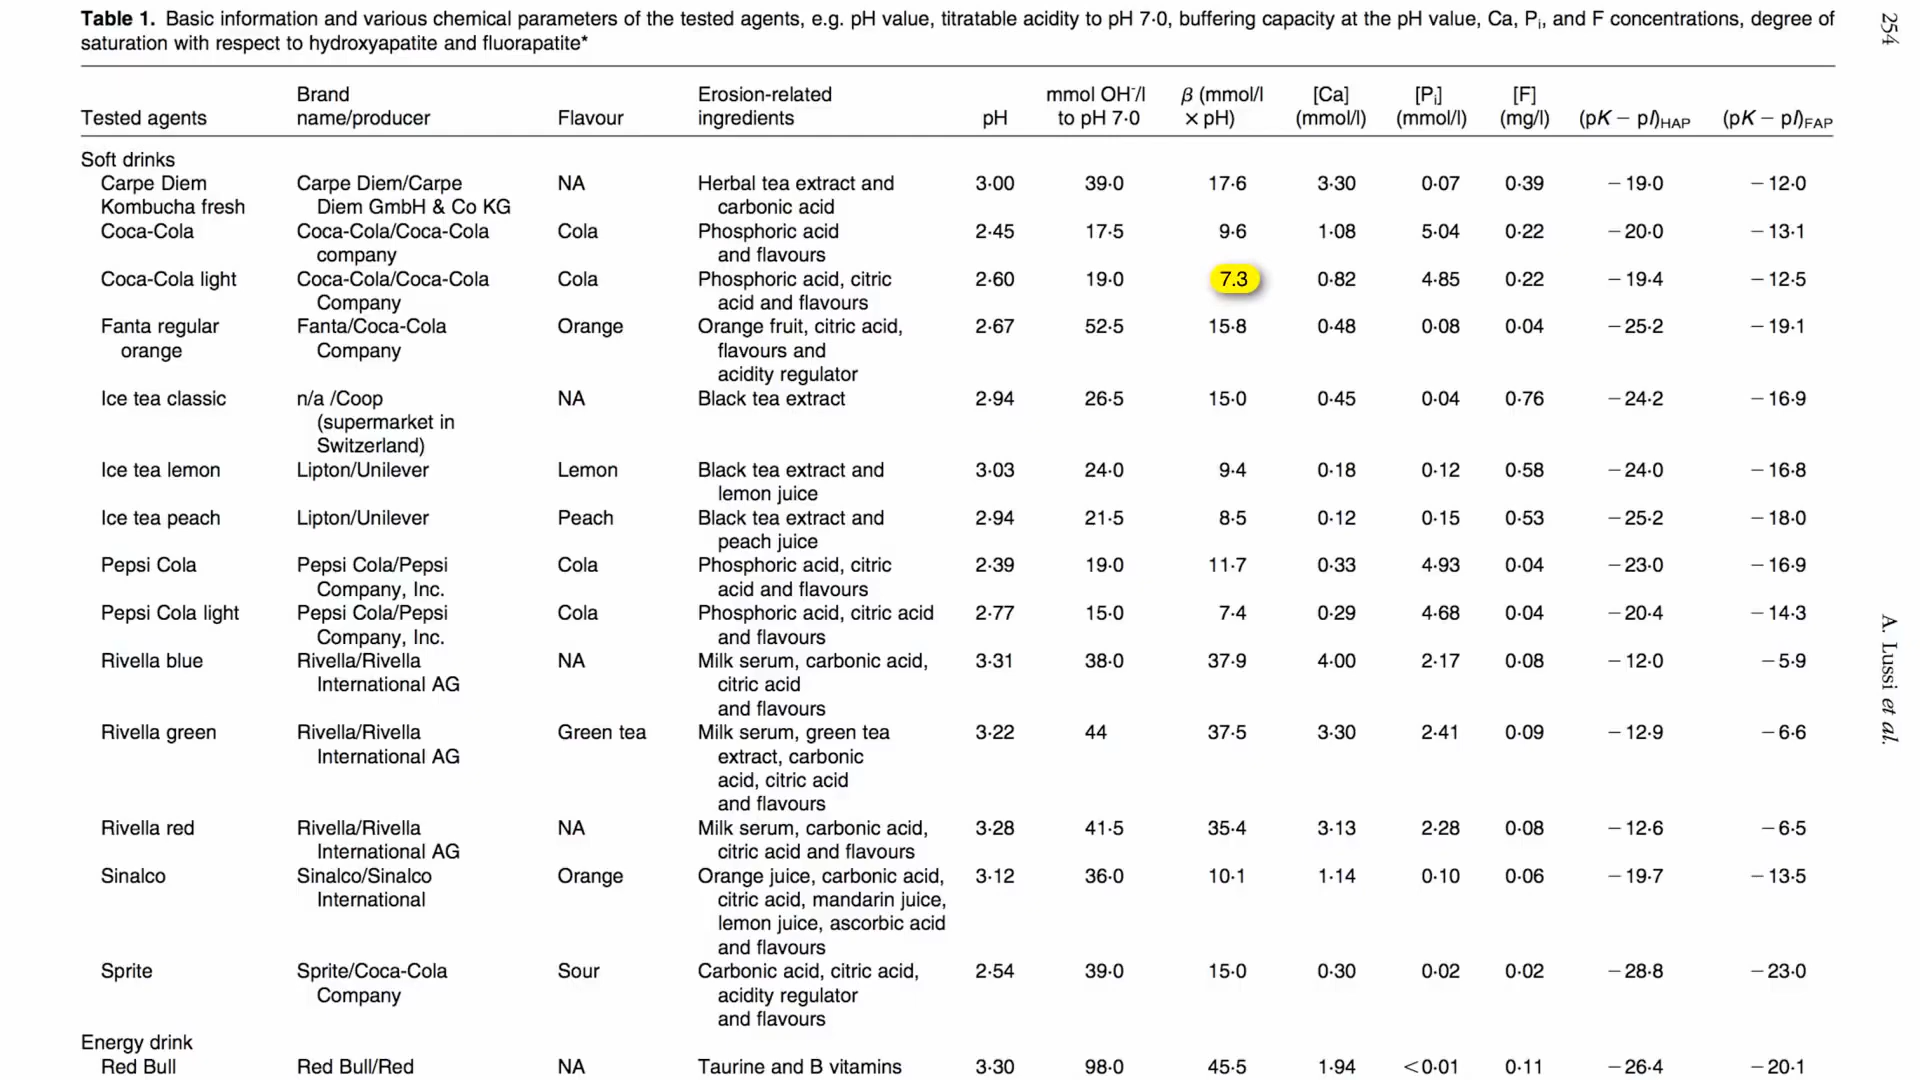 Table 1. Basic information and various chemical parameters of the tested agents, e.g. pH value, titratable acidity to pH 7·0, buffering capacity at the pH value, Ca, Pi, and F concentrations, degree of
saturation with respect to hydroxyapatite and fluorapatite*
254
Brand Erosion-related mmol OH-/l β (mmol/l [Ca] [Pi] [F]
Tested agents name/producer Flavour ingredients pH to pH 7·0 × pH) (mmol/l) (mmol/l) (mg/l) (pK − pI)HAP (pK − pI)FAP
Soft drinks
Carpe Diem Carpe Diem/Carpe NA Herbal tea extract and 3·00 39·0 17·6 3·30 0·07 0·39 −19·0 −12·0
Kombucha fresh Diem GmbH & Co KG carbonic acid
Coca-Cola Coca-Cola/Coca-Cola Cola Phosphoric acid 2·45 17·5 9·6 1·08 5·04 0·22 −20·0 −13·1
company and flavours
Coca-Cola light Coca-Cola/Coca-Cola Cola Phosphoric acid, citric 2·60 19·0 7.3 0·82 4·85 0·22 −19·4 −12·5
Company acid and flavours
Fanta regular Fanta/Coca-Cola Orange Orange fruit, citric acid, 2·67 52·5 15·8 0·48 0·08 0·04 −25·2 −19·1
orange Company flavours and
acidity regulator
Ice tea classic n/a /Coop NA Black tea extract 2·94 26·5 15·0 0·45 0·04 0·76 −24·2 −16·9
(supermarket in
Switzerland)
Ice tea lemon Lipton/Unilever Lemon Black tea extract and 3·03 24·0 9·4 0·18 0·12 0·58 −24·0 −16·8
lemon juice
Ice tea peach Lipton/Unilever Peach Black tea extract and 2·94 21·5 8·5 0·12 0·15 0·53 −25·2 −18·0
peach juice
Pepsi Cola Pepsi Cola/Pepsi Cola Phosphoric acid, citric 2·39 19·0 11·7 0·33 4·93 0·04 −23·0 −16·9
Company, Inc. acid and flavours
Pepsi Cola light Pepsi Cola/Pepsi Cola Phosphoric acid, citric acid 2·77 15·0 7·4 0·29 4·68 0·04 −20·4 −14·3
Company, Inc. and flavours
Rivella blue Rivella/Rivella NA Milk serum, carbonic acid, 3·31 38·0 37·9 4·00 2·17 0·08 −12·0 −5·9
International AG citric acid
and flavours
Rivella green Rivella/Rivella Green tea Milk serum, green tea 3·22 44 37·5 3·30 2·41 0·09 −12·9 −6·6
International AG extract, carbonic
acid, citric acid
and flavours
Rivella red Rivella/Rivella NA Milk serum, carbonic acid, 3·28 41·5 35·4 3·13 2·28 0·08 −12·6 −6·5
International AG citric acid and flavours
Sinalco Sinalco/Sinalco Orange Orange juice, carbonic acid, 3·12 36·0 10·1 1·14 0·10 0·06 −19·7 −13·5
International citric acid, mandarin juice,
lemon juice, ascorbic acid
and flavours
Sprite Sprite/Coca-Cola Sour Carbonic acid, citric acid, 2·54 39·0 15·0 0·30 0·02 0·02 −28·8 −23·0
Company acidity regulator
and flavours
Energy drink
Red Bull Red Bull/Red NA Taurine and B vitamins 3·30 98·0 45·5 1·94 <0·01 0·11 −26·4 −20·1
A. Lussi et al.